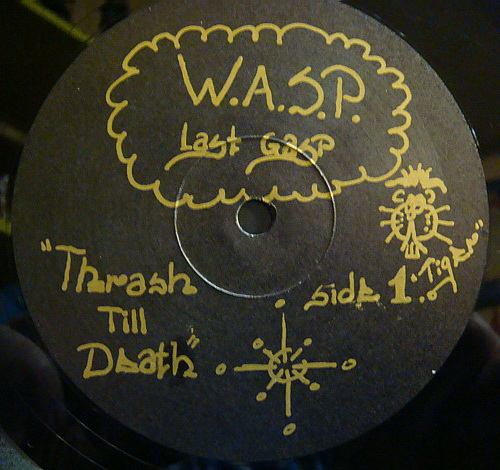 W.A.S.P.
Last Gasp
"Thrash
Till
Death"
Side 1.
"Tiger"